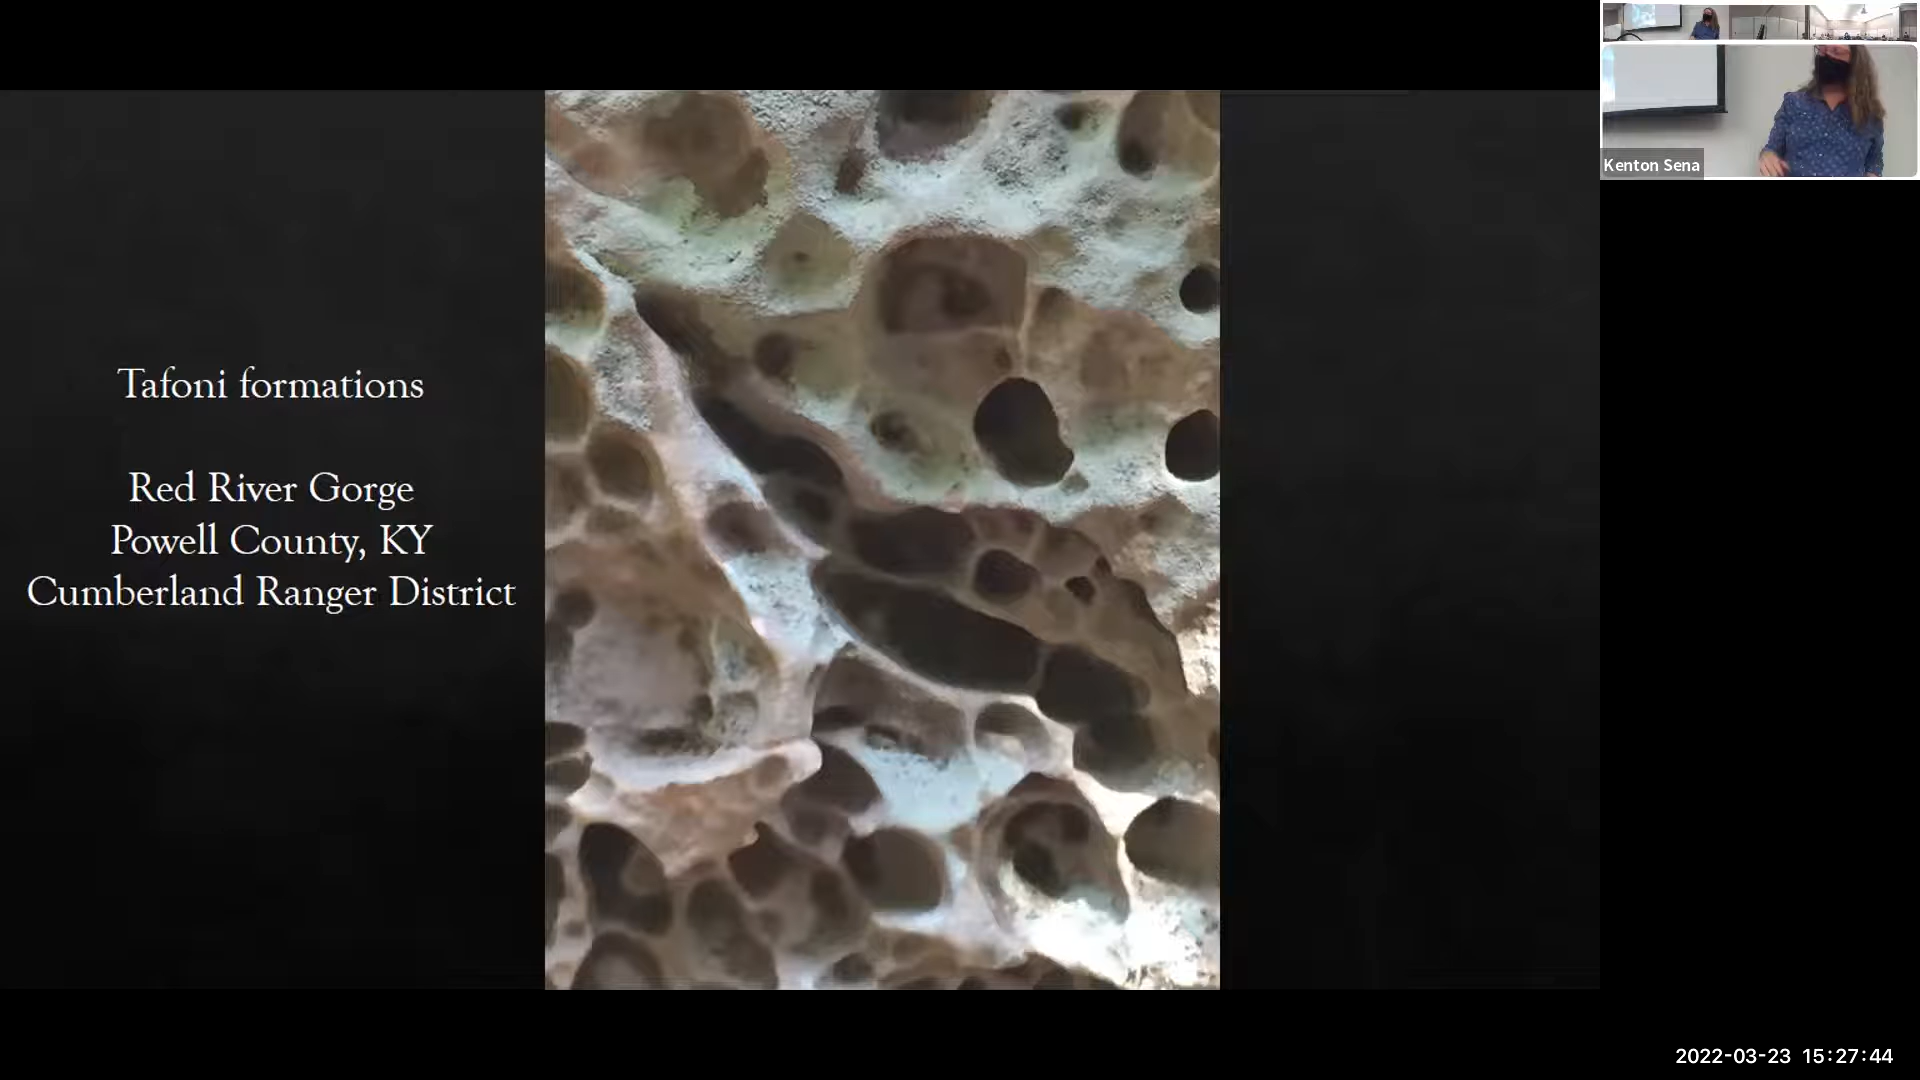 Tafoni formations
Red River Gorge
Powell County, KY
Cumberland Ranger District
Kenton Sena
2022-03-23 15:27:44